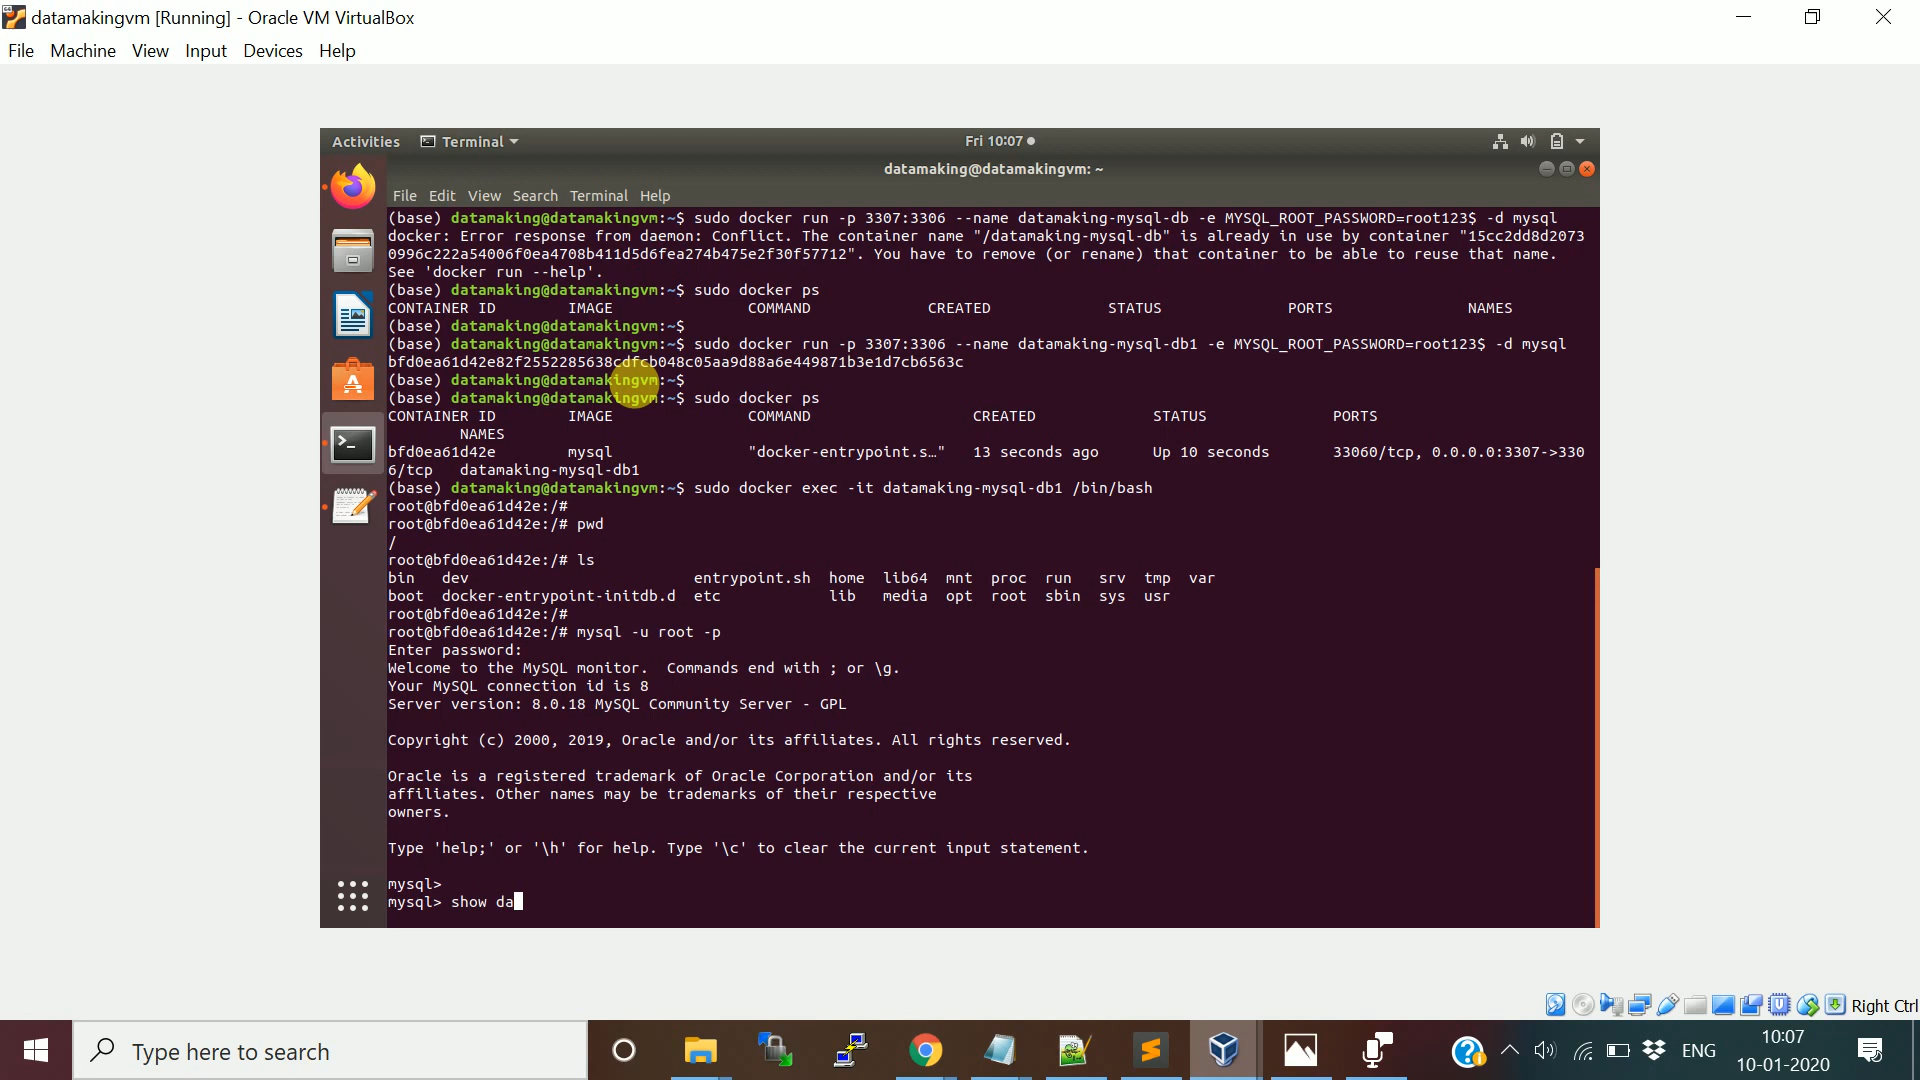 datamakingvm [Running] - Oracle VM VirtualBox
File Machine View Input Devices Help
Activities Terminal Fri 10:07
datamaking@datamakingvm: ~
File Edit View Search Terminal Help
(base) datamaking@datamakingvm:~$ sudo docker run -p 3307:3306 --name datamaking-mysql-db -e MYSQL_ROOT_PASSWORD=root123$ -d mysql
docker: Error response from daemon: Conflict. The container name "/datamaking-mysql-db" is already in use by container "15cc2dd8d2073
0996c222a54006f0ea4708b411d5d6fea274b475e2f30f57712". You have to remove (or rename) that container to be able to reuse that name.
See 'docker run --help'.
(base) datamaking@datamakingvm:~$ sudo docker ps
CONTAINER ID IMAGE COMMAND CREATED STATUS PORTS NAMES
(base) datamaking@datamakingvm:~$
(base) datamaking@datamakingvm:~$ sudo docker run -p 3307:3306 --name datamaking-mysql-db1 -e MYSQL_ROOT_PASSWORD=root123$ -d mysql
bfd0ea61d42e82f2552285638cdfcb048c05aa9d88a6e449871b3e1d7cb6563c
(base) datamaking@datamakingvm:~$
(base) datamaking@datamakingvm:~$ sudo docker ps
CONTAINER ID IMAGE COMMAND CREATED STATUS PORTS
NAMES
bfd0ea61d42e mysql "docker-entrypoint.s…" 13 seconds ago Up 10 seconds 33060/tcp, 0.0.0.0:3307->330
6/tcp datamaking-mysql-db1
(base) datamaking@datamakingvm:~$ sudo docker exec -it datamaking-mysql-db1 /bin/bash
root@bfd0ea61d42e:/#
root@bfd0ea61d42e:/# pwd
/
root@bfd0ea61d42e:/# ls
bin dev entrypoint.sh home lib64 mnt proc run srv tmp var
boot docker-entrypoint-initdb.d etc lib media opt root sbin sys usr
root@bfd0ea61d42e:/#
root@bfd0ea61d42e:/# mysql -u root -p
Enter password:
Welcome to the MySQL monitor. Commands end with ; or \g.
Your MySQL connection id is 8
Server version: 8.0.18 MySQL Community Server - GPL
Copyright (c) 2000, 2019, Oracle and/or its affiliates. All rights reserved.
Oracle is a registered trademark of Oracle Corporation and/or its
affiliates. Other names may be trademarks of their respective
owners.
Type 'help;' or '\h' for help. Type '\c' to clear the current input statement.
mysql>
mysql> show da
Right Ctrl
Type here to search
ENG
10:07
10-01-2020